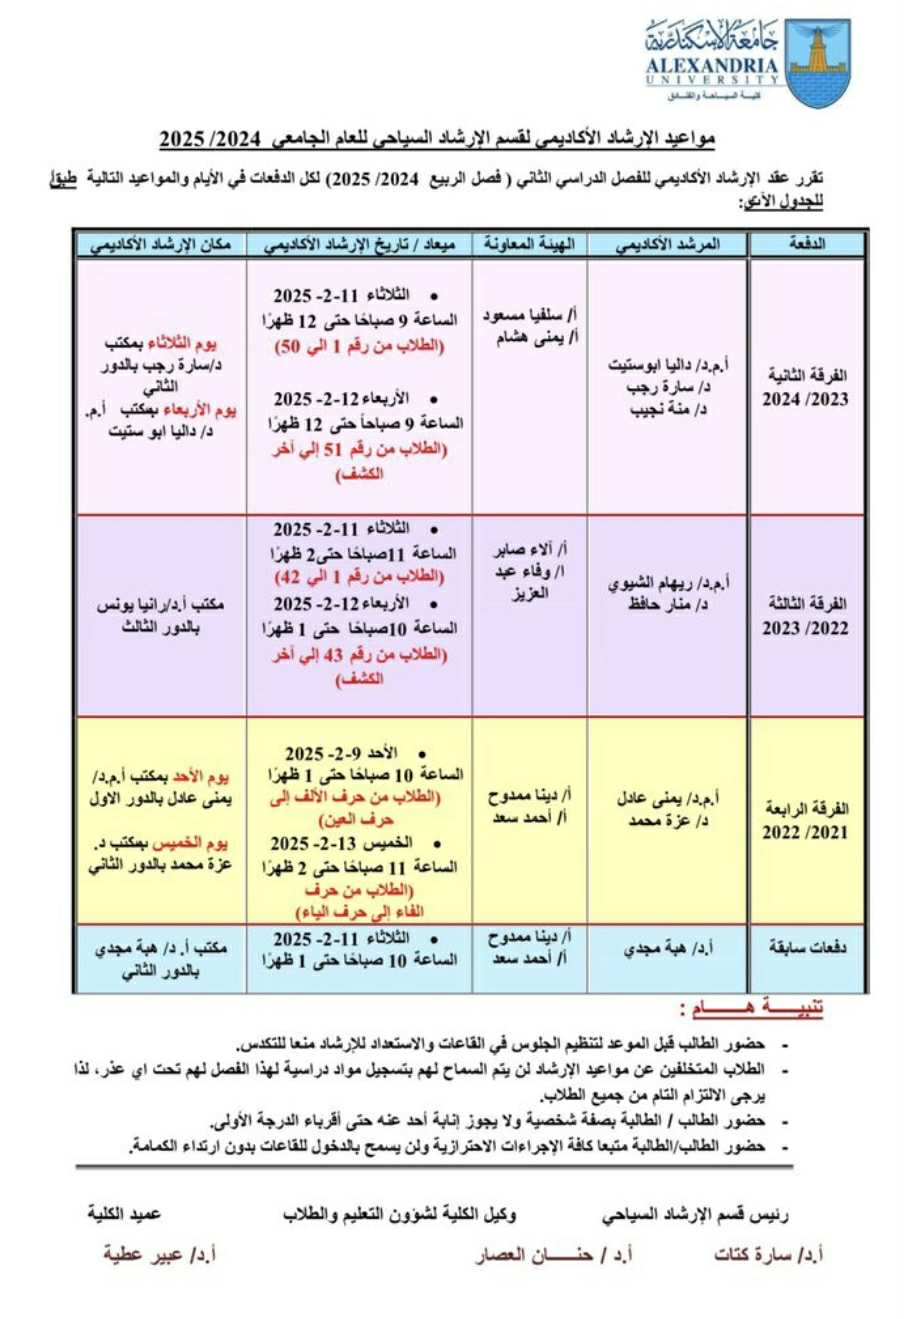 جامعة الإسكندرية
ALEXANDRIA
UNIVERSITY
كلية السياحة والفنادق
مواعيد الإرشاد الأكاديمي لقسم الإرشاد السياحي للعام الجامعي 2024/ 2025
تقرر عقد الإرشاد الأكاديمي للفصل الدراسي الثاني ( فصل الربيع 2024/ 2025) لكل الدفعات في الأيام والمواعيد التالية طبقا
للجدول الآتي:
الدفعة المرشد الأكاديمي الهيئة المعاونة ميعاد / تاريخ الإرشاد الأكاديمي مكان الإرشاد الأكاديمي
الفرقة الثانية
2023/ 2024
أ.م.د/ داليا ابوستيت
د/ سارة رجب
د/ منة نجيب
أ/ سلفيا مسعود
أ/ يمنى هشام
• الثلاثاء 11-2- 2025
الساعة 9 صباحًا حتى 12 ظهرًا
(الطلاب من رقم 1 الي 50)
• الأربعاء 12-2- 2025
الساعة 9 صباحاً حتى 12 ظهرًا
(الطلاب من رقم 51 إلي آخر
الكشف)
يوم الثلاثاء بمكتب
د/سارة رجب بالدور
الثاني
يوم الأربعاء بمكتب أ.م.
د/ داليا ابو ستيت
الفرقة الثالثة
2022/ 2023
أ.م.د/ ريهام الشيوي
د/ منار حافظ
أ/ آلاء صابر
ا/ وفاء عبد
العزيز
• الثلاثاء 11-2- 2025
الساعة 11صباحًا حتى2 ظهرًا
(الطلاب من رقم 1 الي 42)
• الأربعاء 12-2- 2025
الساعة 10صباحًا حتى 1 ظهرًا
(الطلاب من رقم 43 إلي آخر
الكشف)
مكتب أ.د/رانيا يونس
بالدور الثالث
الفرقة الرابعة
2021/ 2022
أ.م.د/ يمنى عادل
د/ عزة محمد
أ/ دينا ممدوح
أ/ أحمد سعد
• الأحد 9-2- 2025
الساعة 10 صباحًا حتى 1 ظهرًا
(الطلاب من حرف الألف إلى
حرف العين)
• الخميس 13-2- 2025
الساعة 11 صباحًا حتى 2 ظهرًا
(الطلاب من حرف
الفاء إلى حرف الياء)
يوم الأحد بمكتب أ.م.د/
يمنى عادل بالدور الاول
يوم الخميس بمكتب د.
عزة محمد بالدور الثاني
دفعات سابقة
أ.د/ هبة مجدي
أ/ دينا ممدوح
أ/ أحمد سعد
• الثلاثاء 11-2- 2025
الساعة 10 صباحًا حتى 1 ظهرًا
مكتب أ.د/ هبة مجدي
بالدور الثاني
تنبيـــة هـــــام :
- حضور الطالب قبل الموعد لتنظيم الجلوس في القاعات والاستعداد للإرشاد منعا للتكدس.
- الطلاب المتخلفين عن مواعيد الإرشاد لن يتم السماح لهم بتسجيل مواد دراسية لهذا الفصل لهم تحت اي عذر، لذا
يرجى الالتزام التام من جميع الطلاب.
- حضور الطالب / الطالبة بصفة شخصية ولا يجوز إنابة أحد عنه حتى أقرباء الدرجة الأولى.
- حضور الطالب/الطالبة متبعا كافة الإجراءات الاحترازية ولن يسمح بالدخول للقاعات بدون ارتداء الكمامة.
رئيس قسم الإرشاد السياحي وكيل الكلية لشؤون التعليم والطلاب عميد الكلية
أ.د/ سارة كتات أ.د / حنـــــان العصار أ.د/ عبير عطية